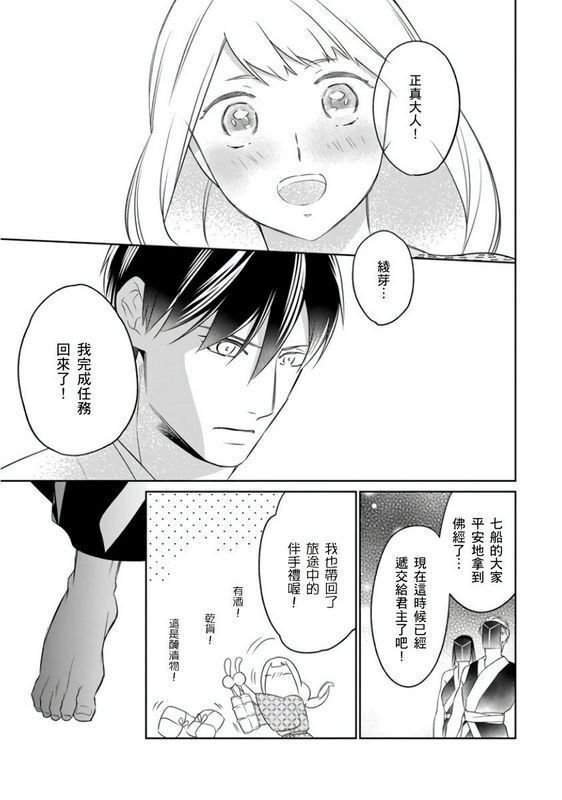 正真大人！
綾芽…
我完成任務
回來了！
七船的大家
平安地拿到
佛經了…
現在這時候已經
遞交給君主了吧！
我也帶回了
旅途中的
伴手禮喔！
有酒！
乾貨！
這是醃漬物！